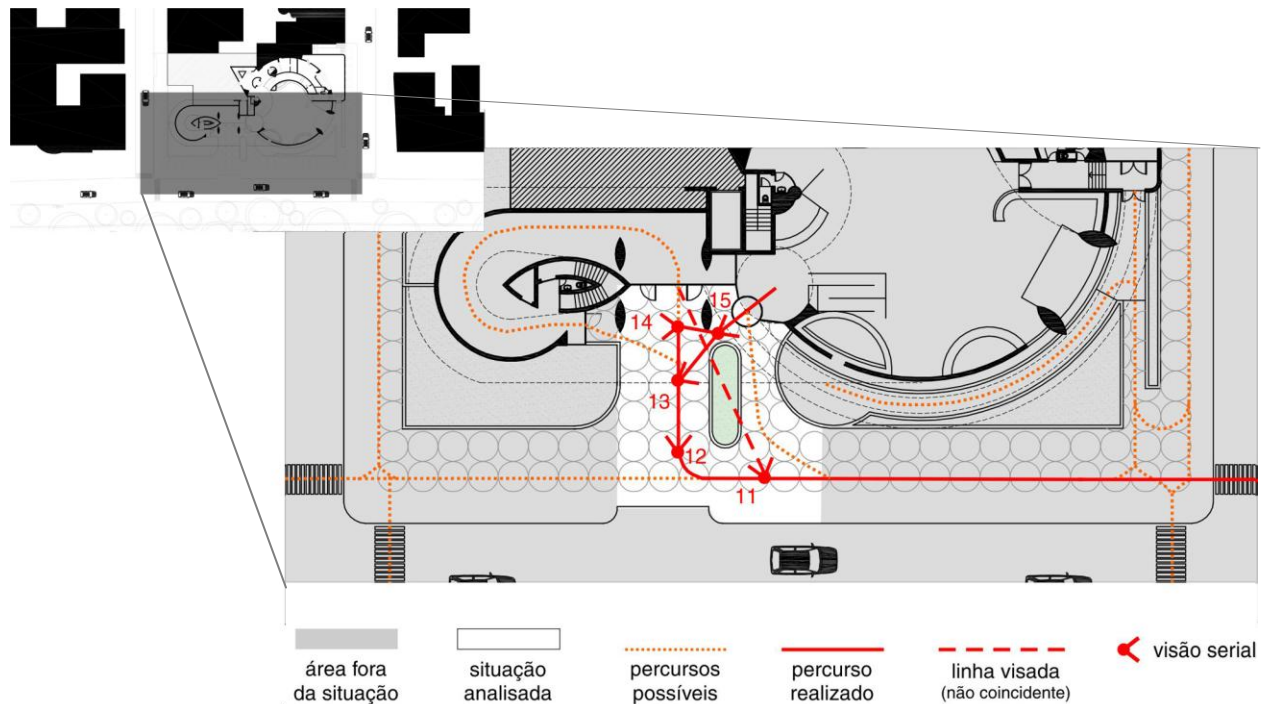 15
14
13
12
11
área fora
da situação
situação
analisada
percursos
possíveis
percurso
realizado
linha visada
(não coincidente)
visão serial